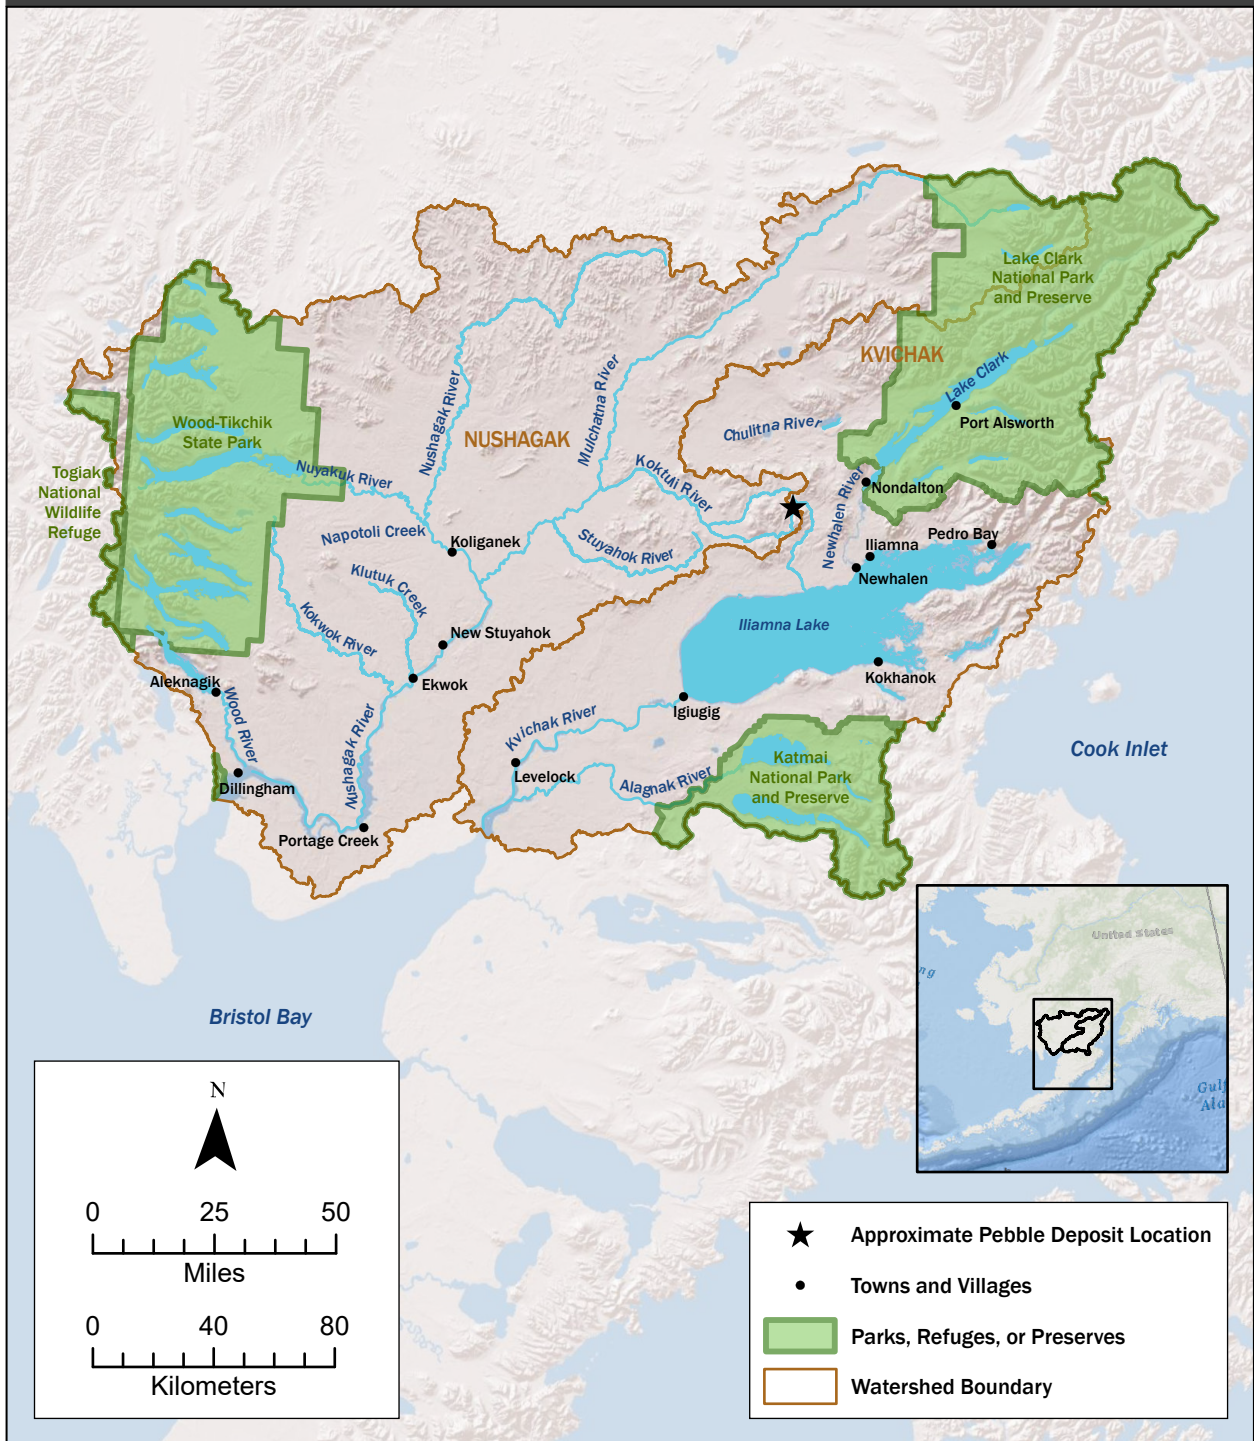 Lake Clark
National Park
and Preserve
KVICHAK
Lake Clark
Port Alsworth
Nushagak River
Mulchatna River
Wood-Tikchik
State Park
NUSHAGAK
Chulitna River
Togiak
National
Wildlife
Refuge
Nuyakuk River
Koktuli River
Nondalton
Newhalen River
Napotoli Creek
Koliganek
Stuyahok River
Iliamna
Pedro Bay
Newhalen
Klutuk Creek
Kokwok River
New Stuyahok
Iliamna Lake
Aleknagik
Ekwok
Kokhanok
Wood River
Igiugig
Nushagak River
Kvichak River
Cook Inlet
Levelock
Alagnak River
Katmai
National Park
and Preserve
Dillingham
Portage Creek
Bristol Bay
United States
ng
Gulf
Ala
N
0 25 50
Miles
0 40 80
Kilometers
Approximate Pebble Deposit Location
Towns and Villages
Parks, Refuges, or Preserves
Watershed Boundary